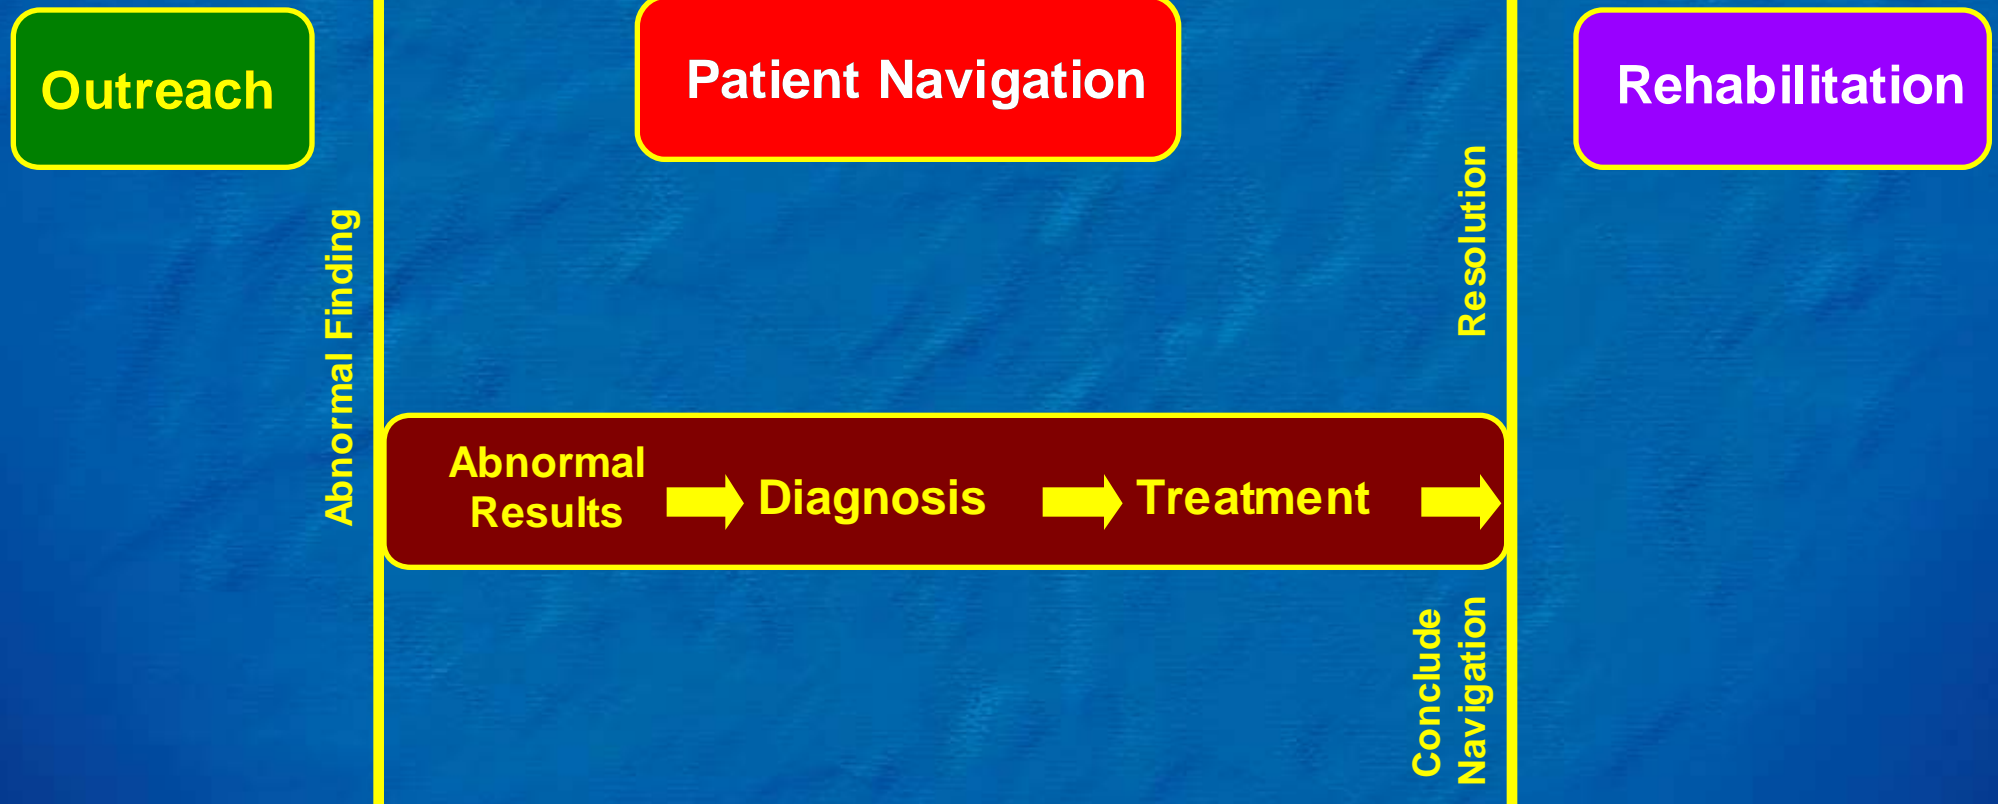 Outreach
Patient Navigation
Rehabilitation
Abnormal Finding
Resolution
Abnormal
Results
Diagnosis
Treatment
Conclude
Navigation